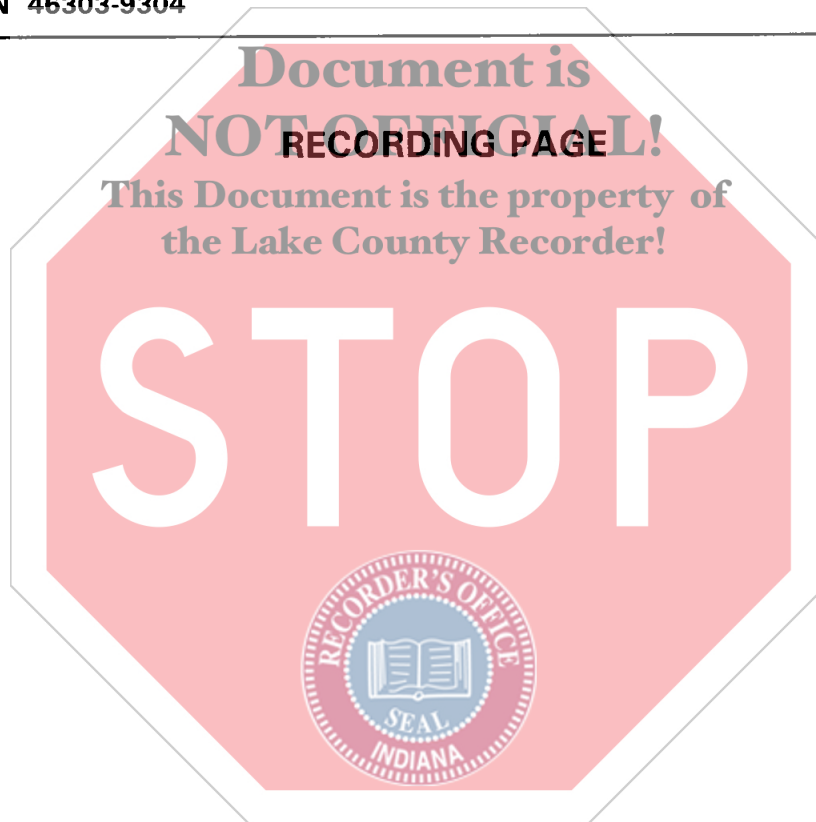 N 46303-9304
Document is
NOT OFFICIAL!
RECORDING PAGE
This Document is the property of
the Lake County Recorder!
STOP
RECORDER'S OFFICE
SEAL
INDIANA